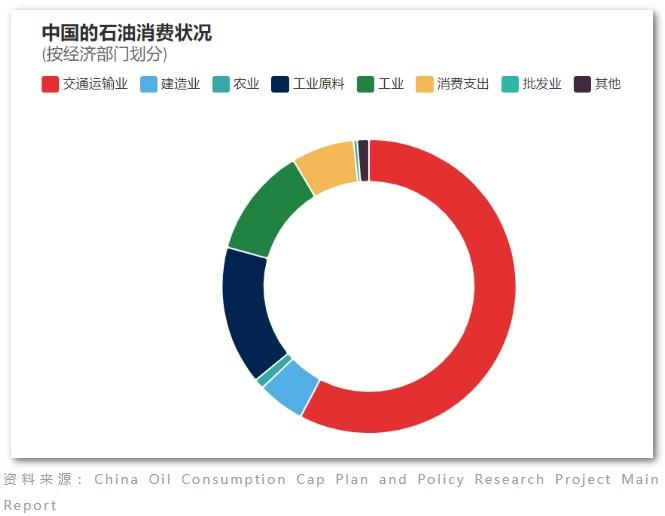 中国的石油消费状况
(按经济部门划分)
交通运输业 建造业 农业 工业原料 工业 消费支出 批发业 其他
资料来源：China Oil Consumption Cap Plan and Policy Research Project Main
Report